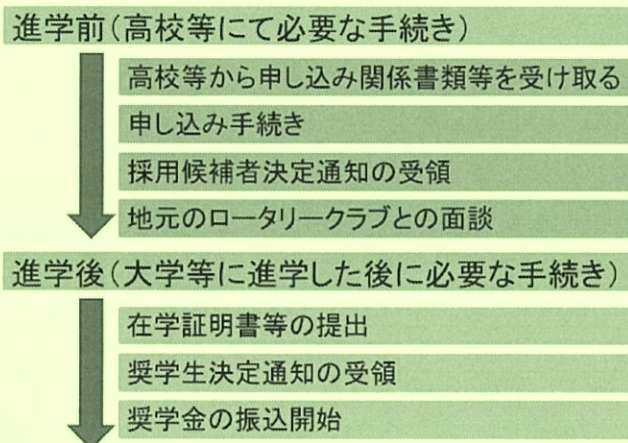 進学前(高校等にて必要な手続き)
高校等から申し込み関係書類等を受け取る
申し込み手続き
採用候補者決定通知の受領
地元のロータリークラブとの面談
進学後(大学等に進学した後に必要な手続き)
在学証明書等の提出
奨学生決定通知の受領
奨学金の振込開始